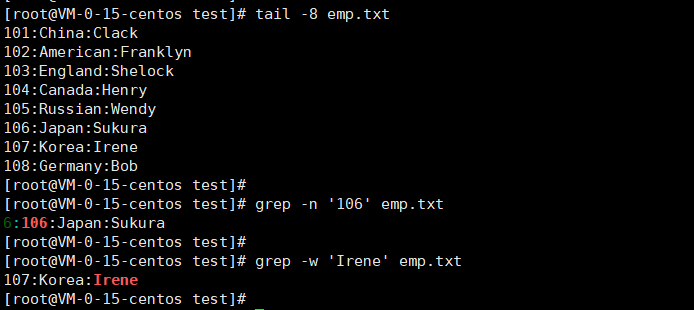 [root@VM-0-15-centos test]# tail -8 emp.txt
101:China:Clack
102:American:Franklyn
103:England:Shelock
104:Canada:Henry
105:Russian:Wendy
106:Japan:Sukura
107:Korea:Irene
108:Germany:Bob
[root@VM-0-15-centos test]#
[root@VM-0-15-centos test]# grep -n '106' emp.txt
6:106:Japan:Sukura
[root@VM-0-15-centos test]#
[root@VM-0-15-centos test]# grep -w 'Irene' emp.txt
107:Korea:Irene
[root@VM-0-15-centos test]#